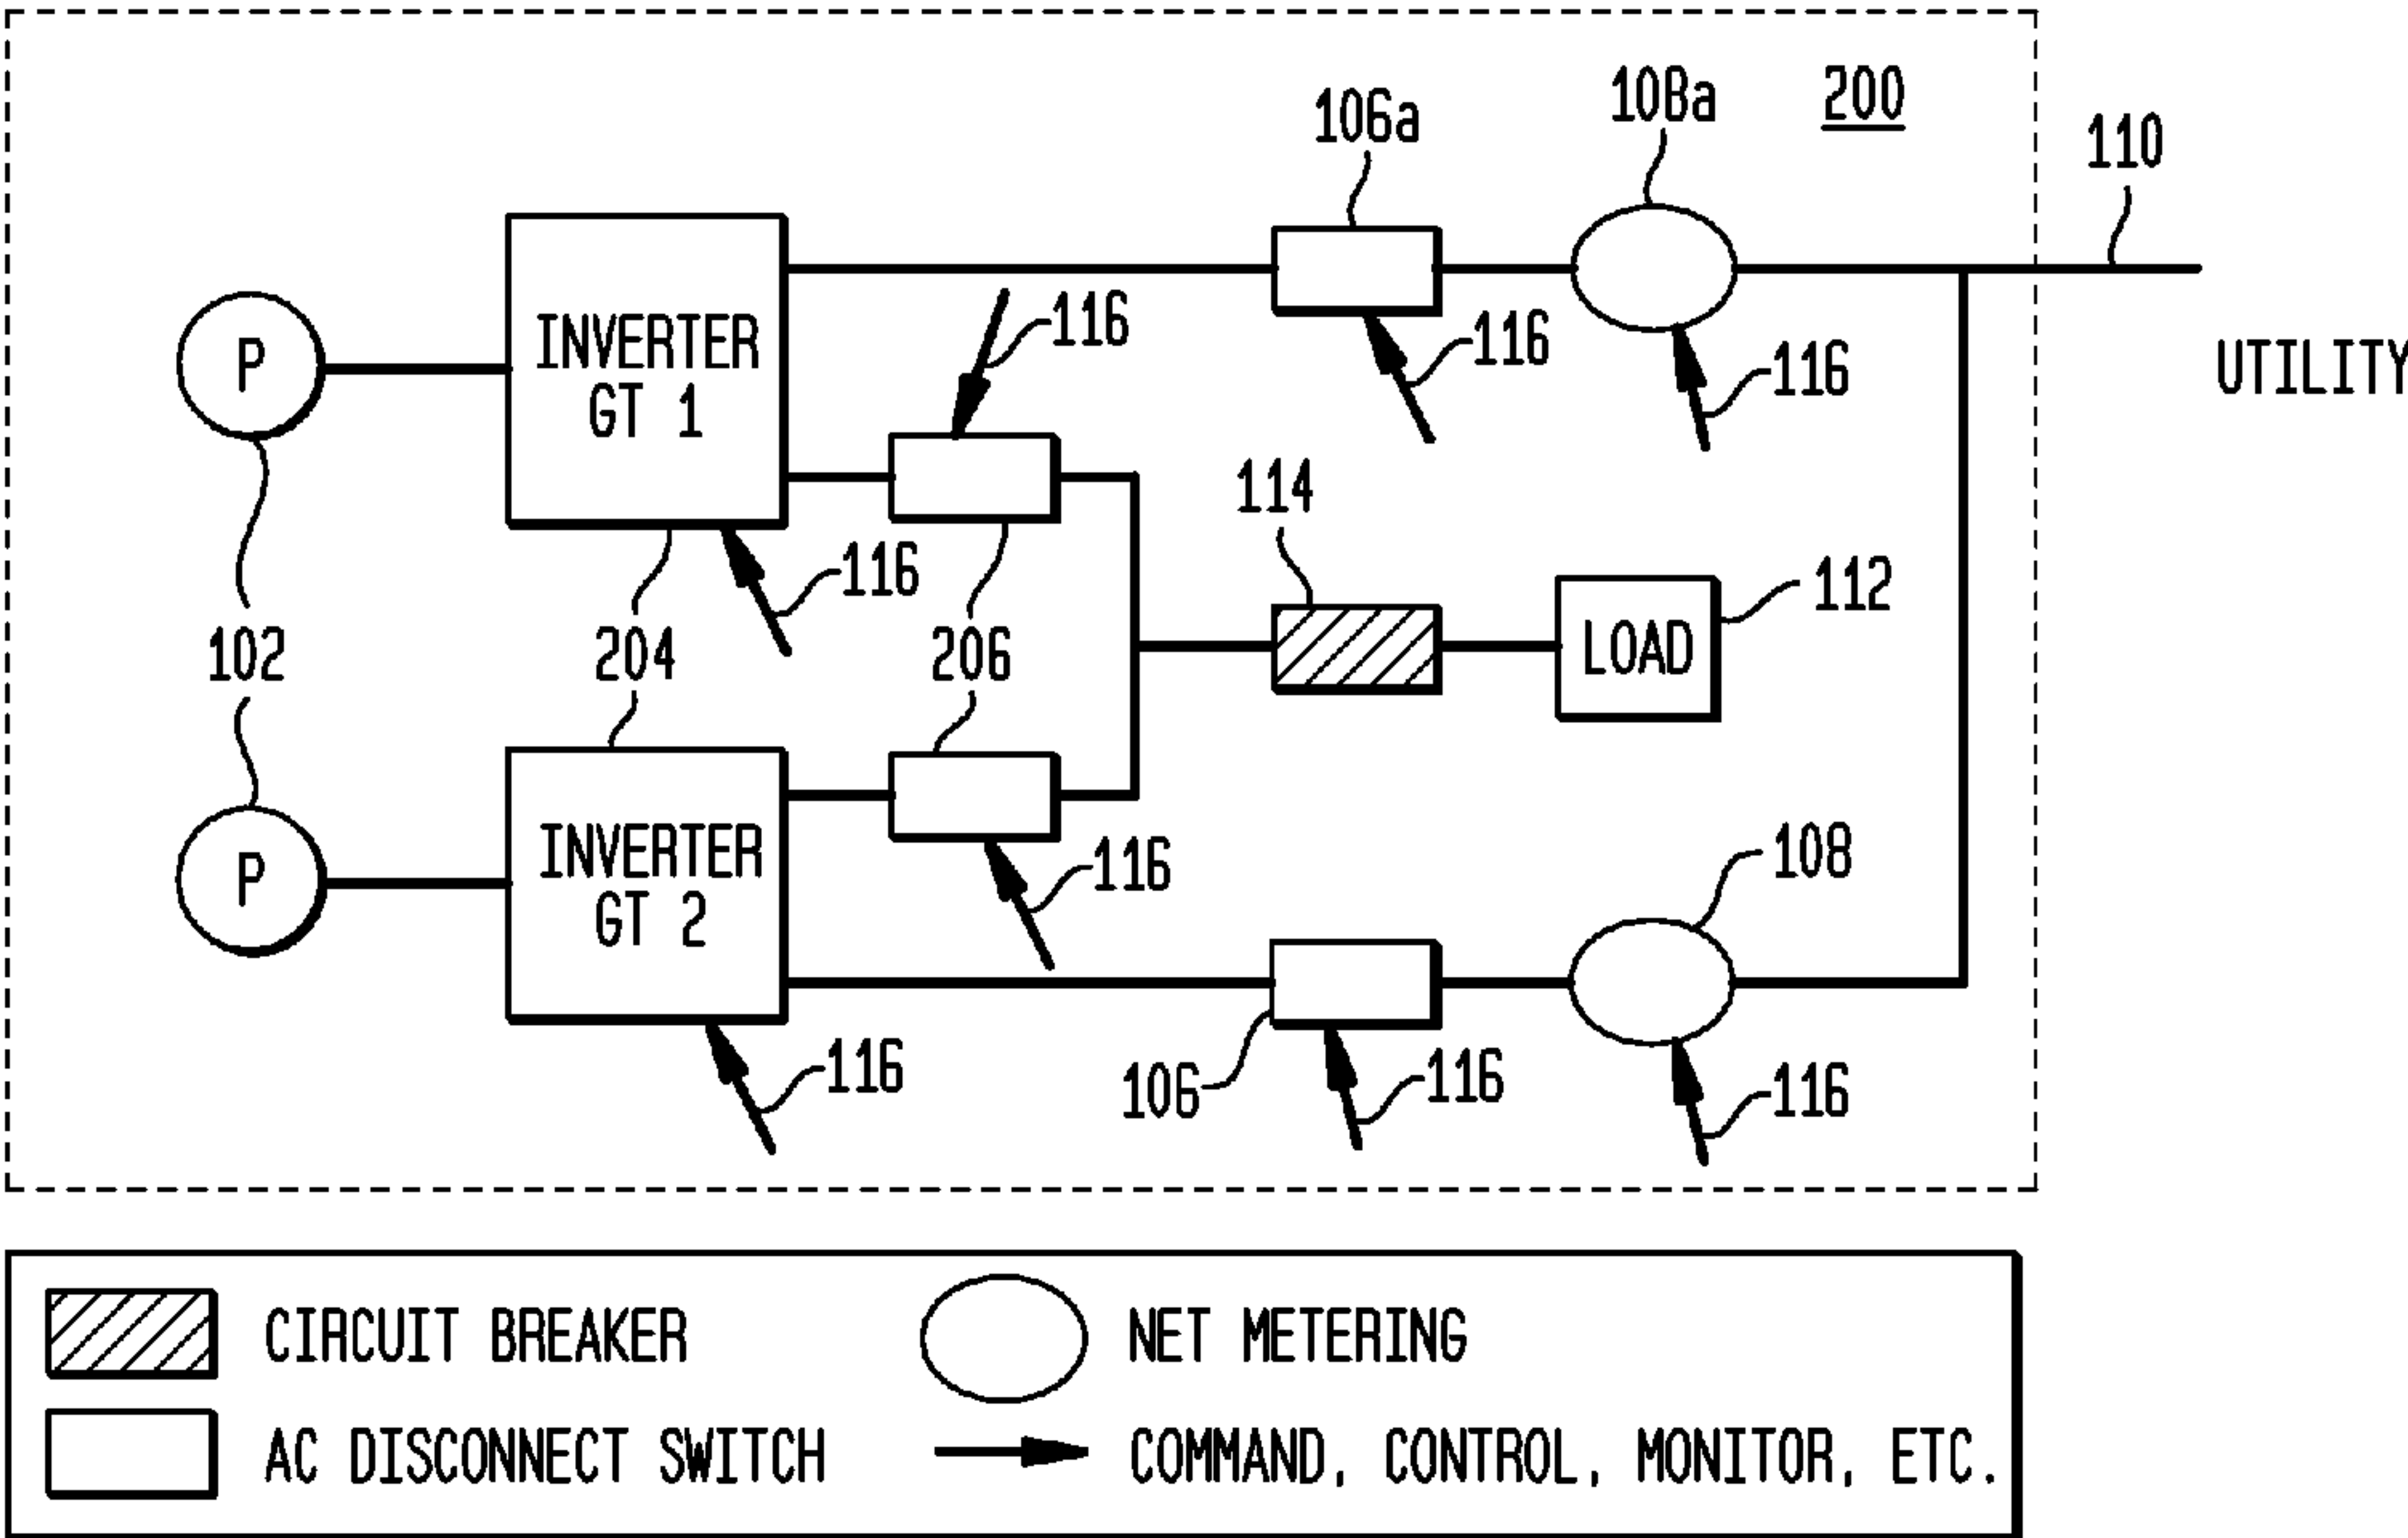 106a
108a
200
110
P
INVERTER
GT 1
116
116
116
UTILITY
114
116
112
LOAD
102
204
206
P
INVERTER
GT 2
116
108
116
106
116
116
CIRCUIT BREAKER
NET METERING
AC DISCONNECT SWITCH
COMMAND, CONTROL, MONITOR, ETC.